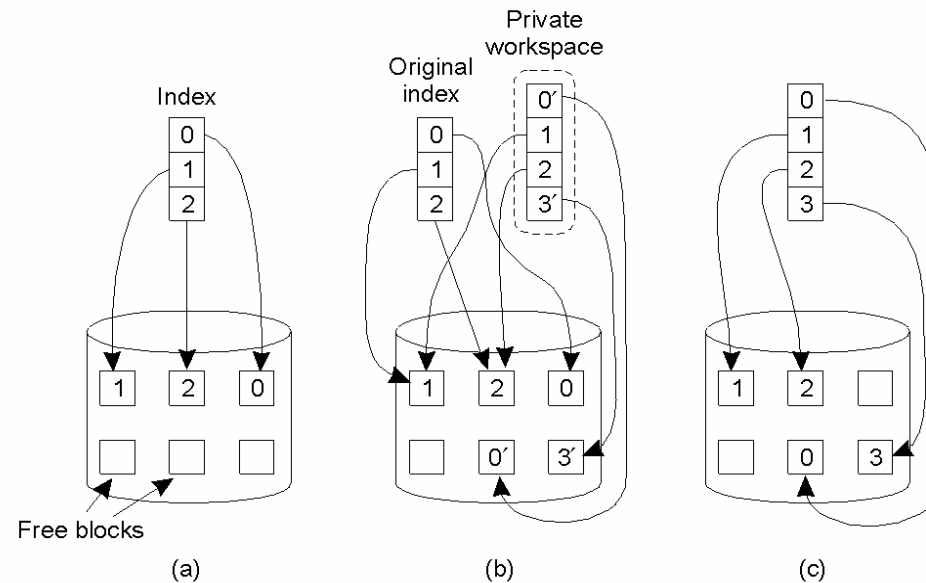 Index
0
1
2
1 2 0
Free blocks
(a)
Original
index
0
1
2
Private
workspace
0′
1
2
3′
1 2 0
0′ 3′
(b)
0
1
2
3
1 2
0 3
(c)